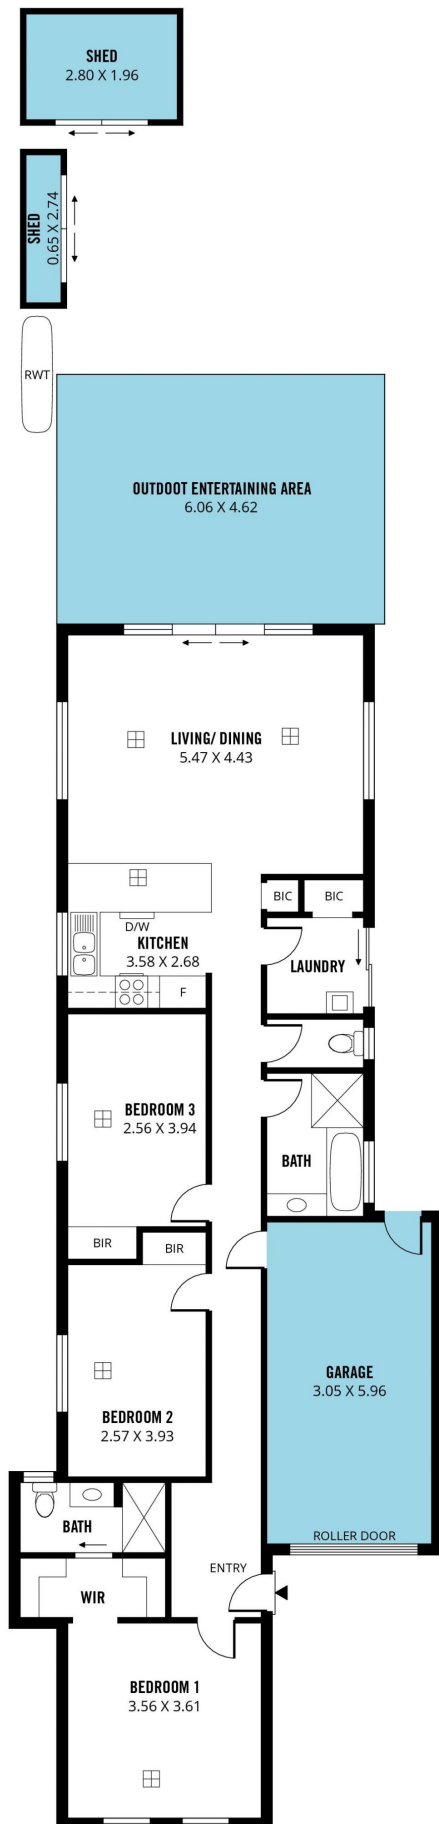 SHED
2.80 X 1.96
SHED
0.65 X 2.74
RWT
OUTDOOT ENTERTAINING AREA
6.06 X 4.62
LIVING/ DINING
5.47 X 4.43
BIC
BIC
D/W
KITCHEN
3.58 X 2.68
F
LAUNDRY
BEDROOM 3
2.56 X 3.94
BATH
BIR
BIR
BEDROOM 2
2.57 X 3.93
GARAGE
3.05 X 5.96
ROLLER DOOR
BATH
ENTRY
WIR
BEDROOM 1
3.56 X 3.61